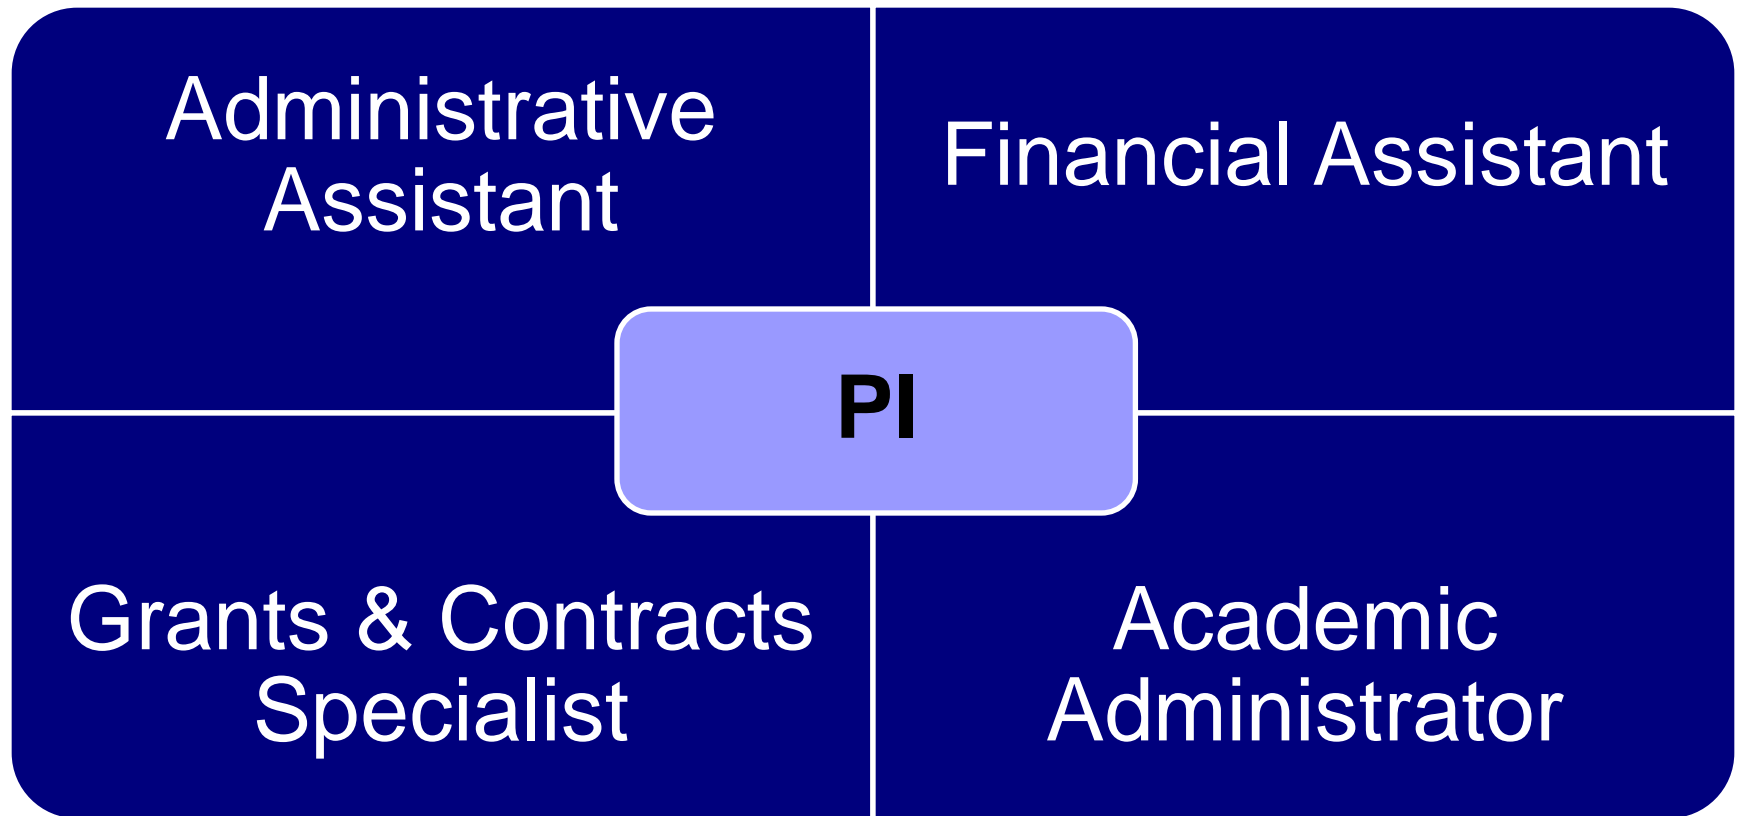 Administrative
Assistant
Financial Assistant
PI
Grants & Contracts
Specialist
Academic
Administrator